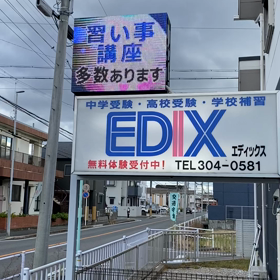 習い事
講座
多数あります
中学受験・高校受験・学校補習
EDIX エディックス
無料体験受付中! TEL 304-0581